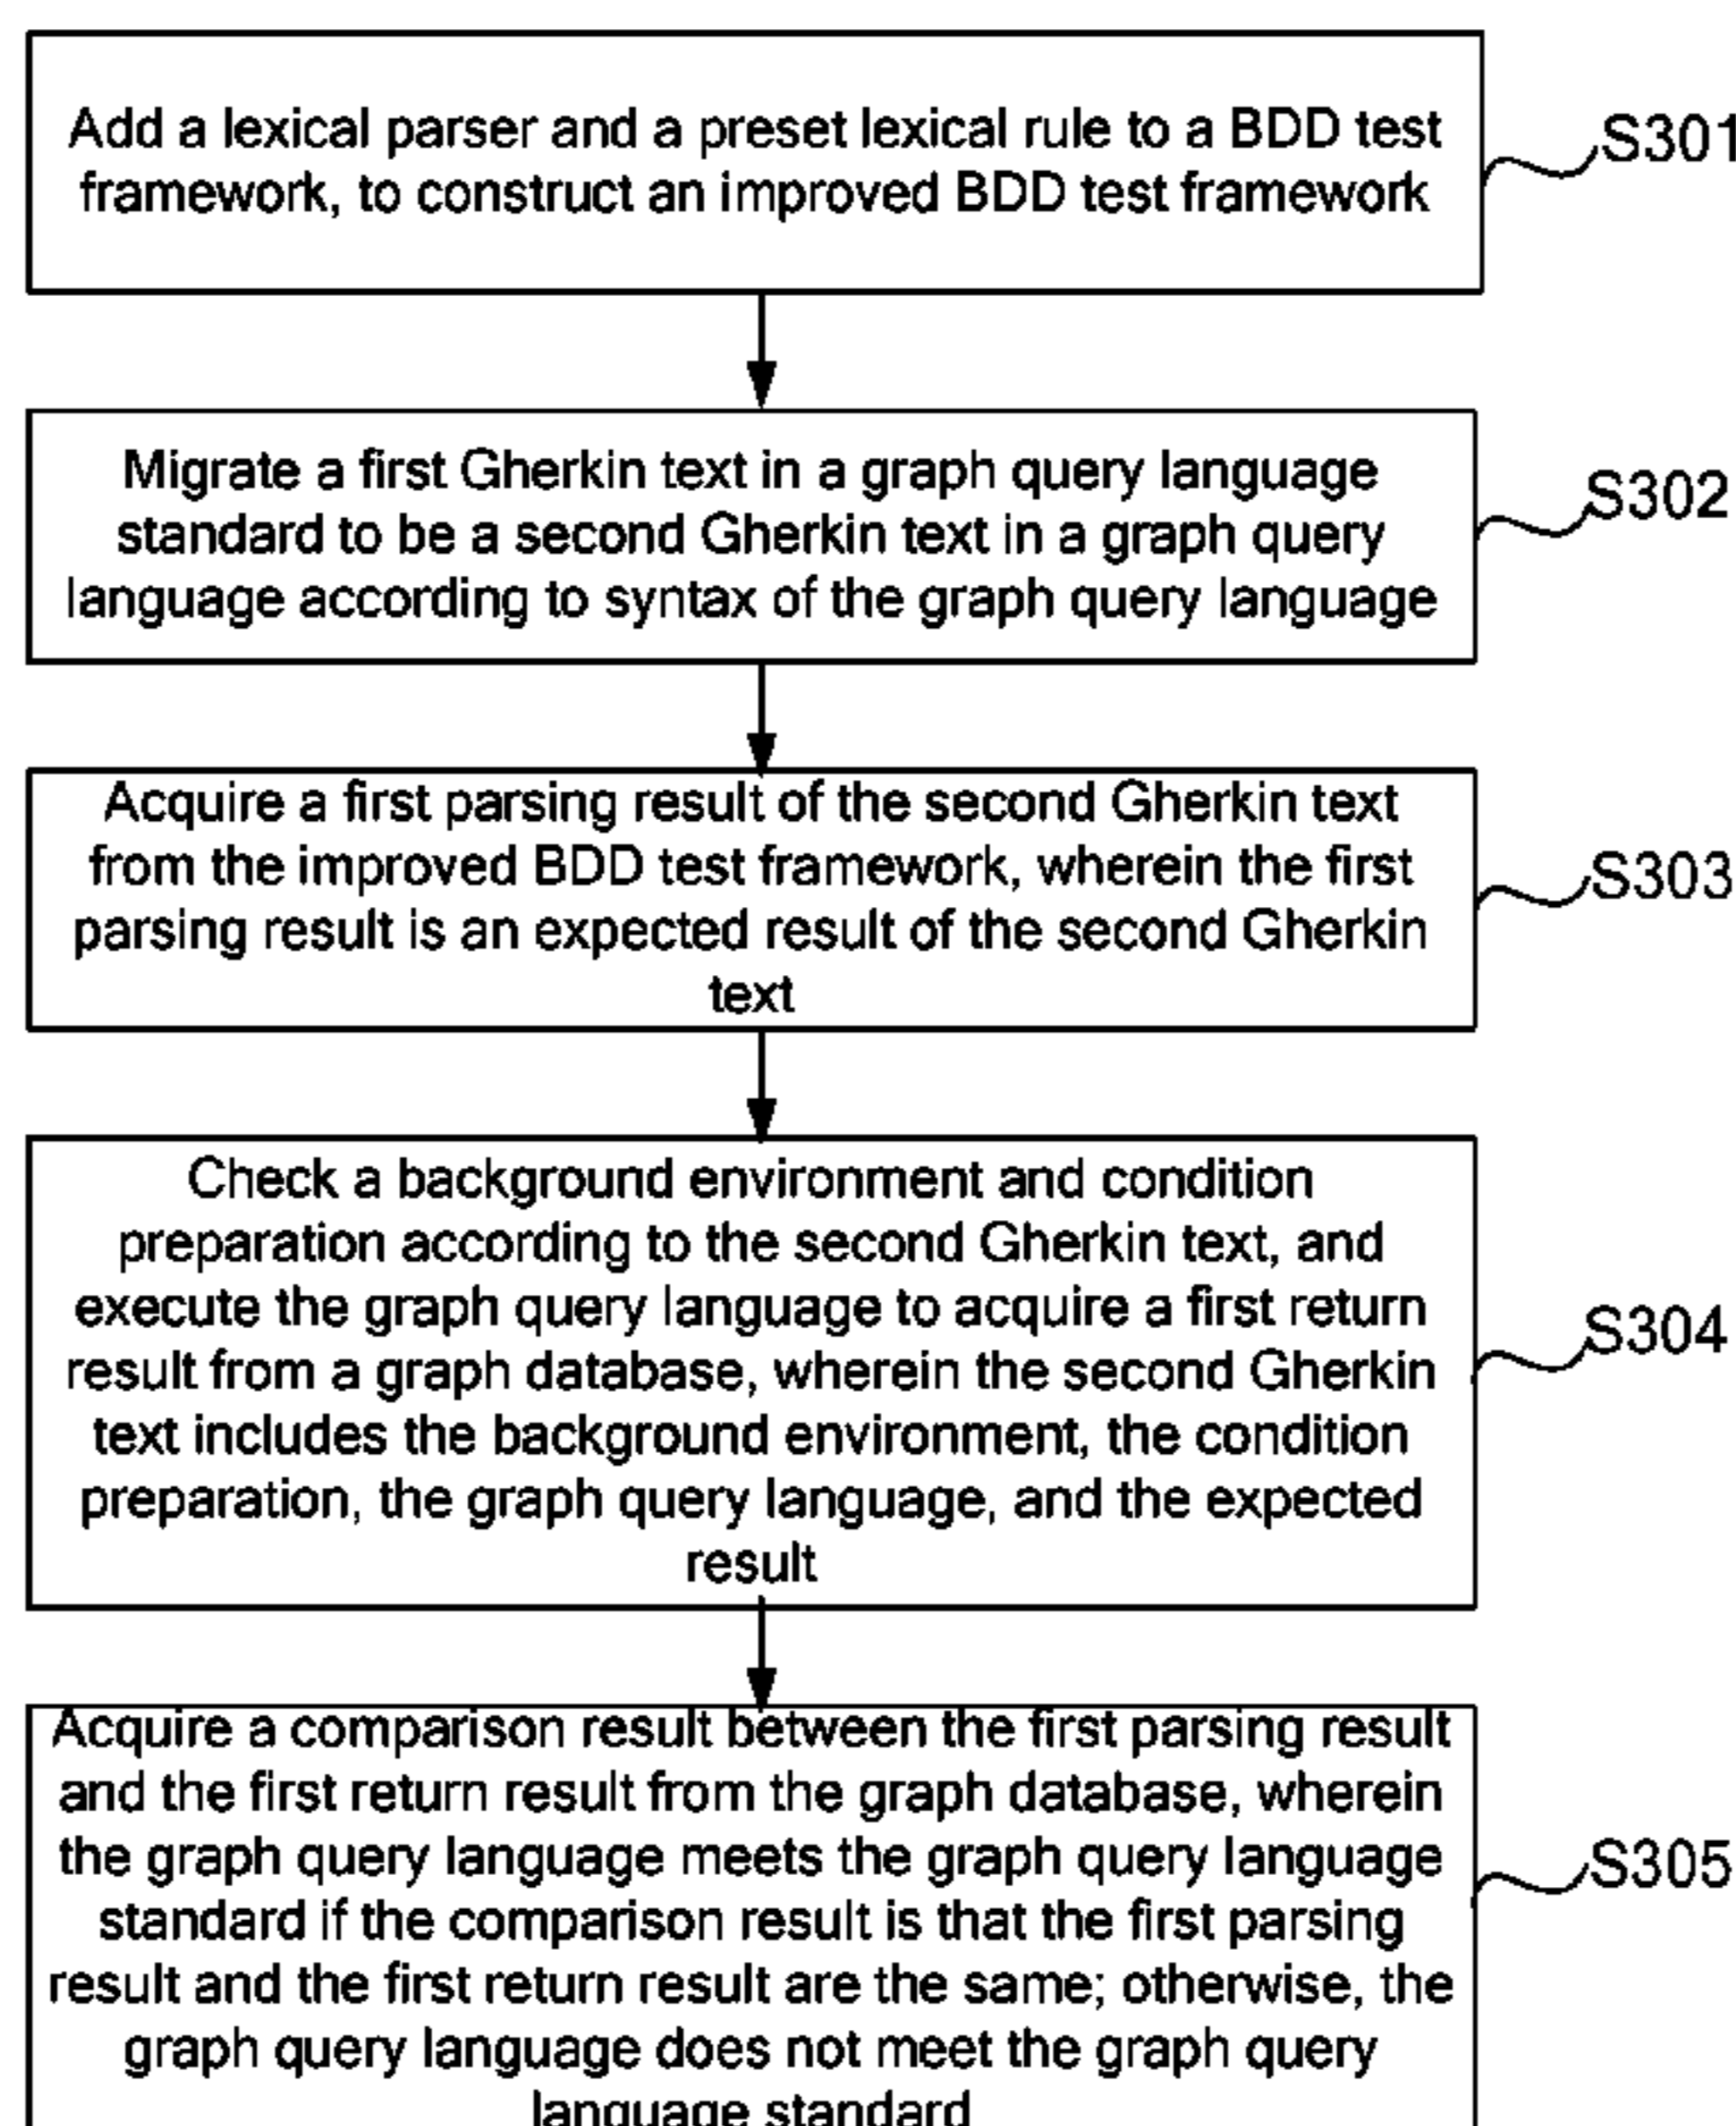 Add a lexical parser and a preset lexical rule to a BDD test
framework, to construct an improved BDD test framework
S301
Migrate a first Gherkin text in a graph query language
standard to be a second Gherkin text in a graph query
language according to syntax of the graph query language
S302
Acquire a first parsing result of the second Gherkin text
from the improved BDD test framework, wherein the first
parsing result is an expected result of the second Gherkin
text
S303
Check a background environment and condition
preparation according to the second Gherkin text, and
execute the graph query language to acquire a first return
result from a graph database, wherein the second Gherkin
text includes the background environment, the condition
preparation, the graph query language, and the expected
result
S304
Acquire a comparison result between the first parsing result
and the first return result from the graph database, wherein
the graph query language meets the graph query language
standard if the comparison result is that the first parsing
result and the first return result are the same; otherwise, the
graph query language does not meet the graph query
language standard
S305